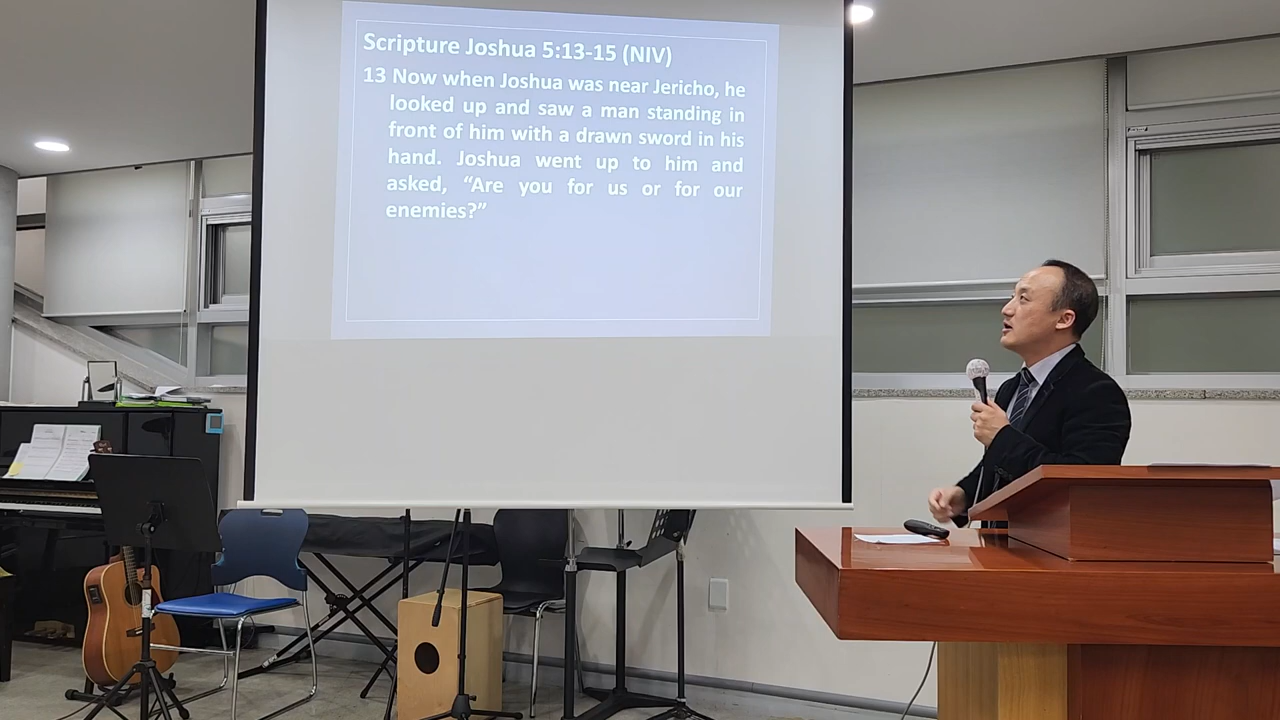 Scripture Joshua 5:13-15 (NIV)
13 Now when Joshua was near Jericho, he
looked up and saw a man standing in
front of him with a drawn sword in his
hand. Joshua went up to him and
asked, “Are you for us or for our
enemies?”